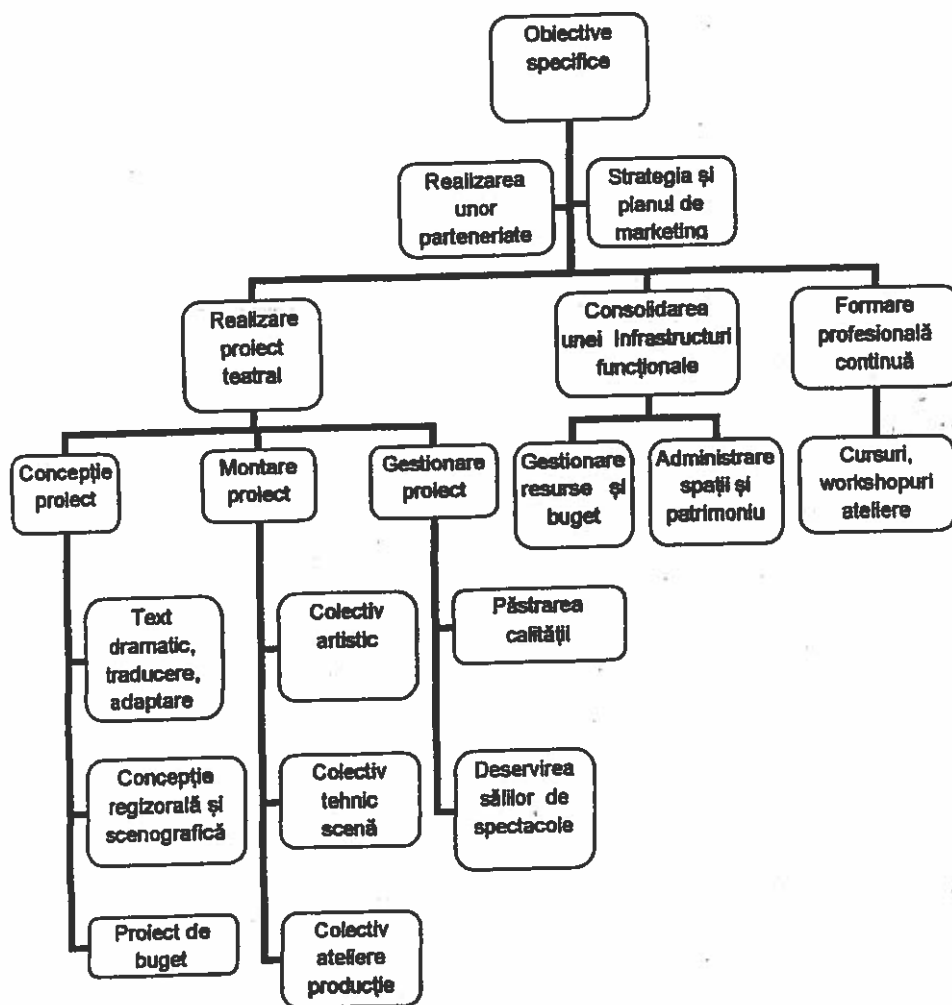 Obiective
specifice
Realizarea
unor
parteneriate
Strategia și
planul de
marketing
Realizare
proiect
teatral
Consolidarea
unei infrastructuri
funcționale
Formare
profesională
continuă
Concepție
proiect
Montare
proiect
Gestionare
proiect
Gestionare
resurse și
buget
Administrare
spații și
patrimoniu
Cursuri,
workshopuri
ateliere
Text
dramatic,
traducere,
adaptare
Colectiv
artistic
Păstrarea
calității
Concepție
regizorală și
scenografică
Colectiv
tehnic
scenă
Deservirea
sălilor de
spectacole
Proiect de
buget
Colectiv
ateliere
producție